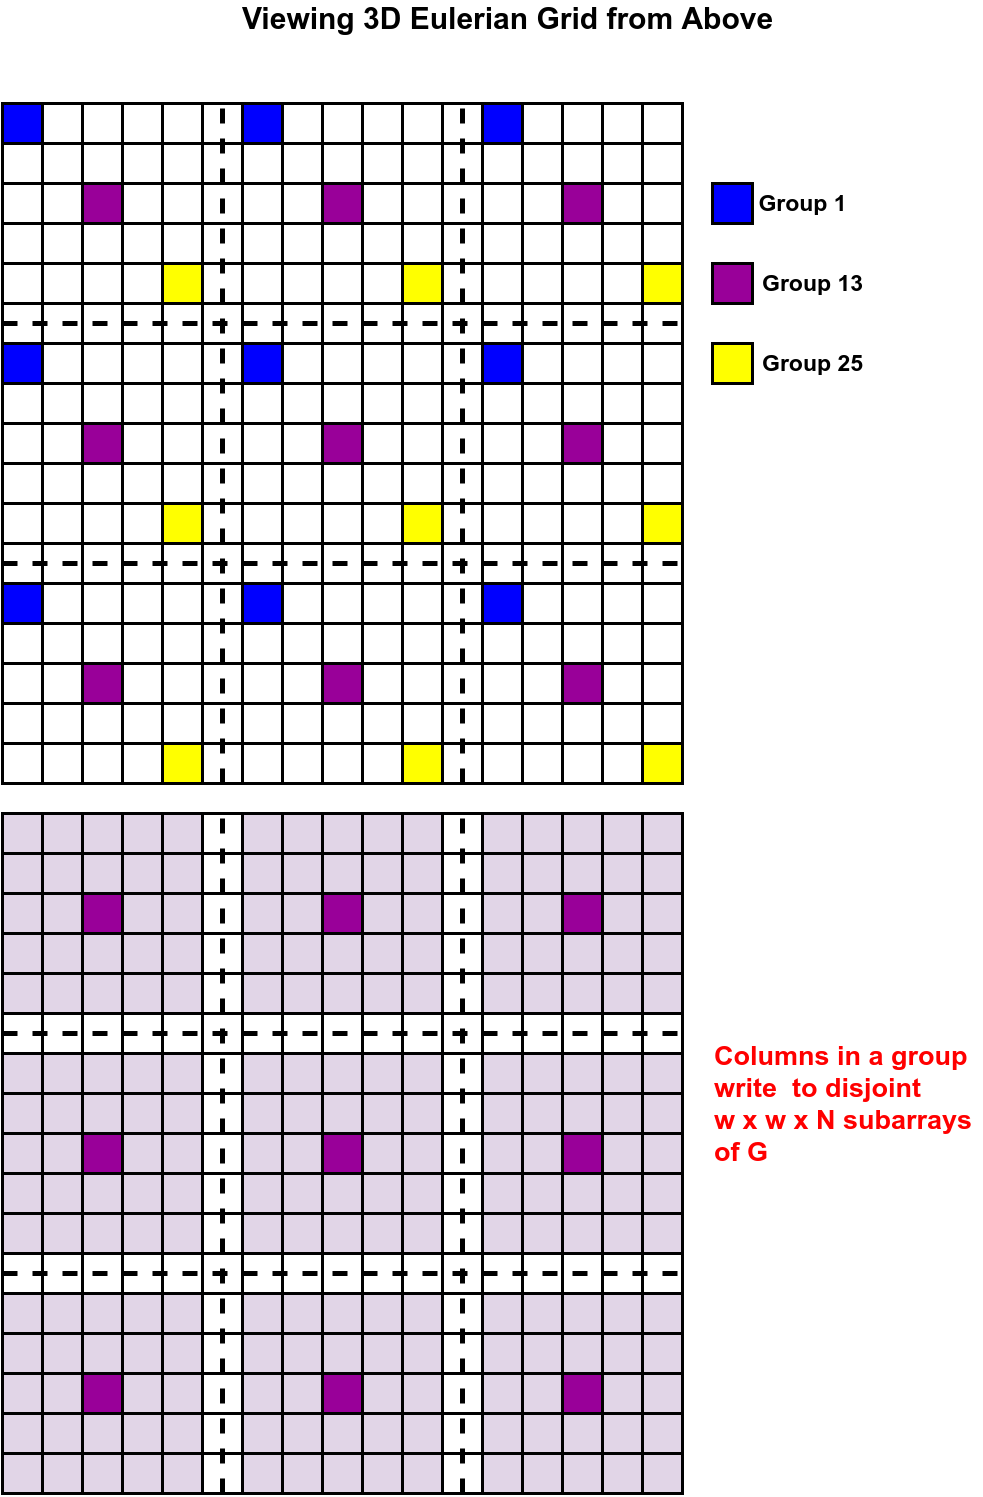 Viewing 3D Eulerian Grid from Above
Group 1
Group 13
Group 25
Columns in a group
write  to disjoint
w x w x N subarrays
of G